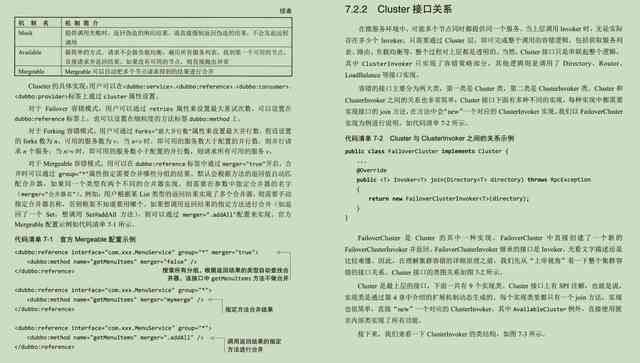 续表
机 制 名
机 制 简 介
Mock
提供调用失败时，返回伪造的响应结果。或直接强制返回伪造的结果，不会发起远程
调用
Available
最简单的方式，请求不会做负载均衡，遍历所有服务列表，找到第一个可用的节点，
直接请求并返回结果。如果没有可用的节点，则直接抛出异常
Mergeable
Mergeable 可以自动把多个节点请求得到的结果进行合并
Cluster 的具体实现：用户可以在<dubbo:service>、<dubbo:reference>、<dubbo:consumer>、
<dubbo:provider>标签上通过 cluster 属性设置。
对于 Failover 容错模式，用户可以通过 retries 属性来设置最大重试次数。可以设置在
dubbo:reference 标签上，也可以设置在细粒度的方法标签 dubbo:method 上。
对于 Forking 容错模式，用户可通过 forks="最大并行数"属性来设置最大并行数。假设设置
的 forks 数为 n，可用的服务数为 v，当 n<v 时，即可用的服务数大于配置的并行数，则并行请
求 n 个服务；当 n>v 时，即可用的服务数小于配置的并行数，则请求所有可用的服务 v。
对于 Mergeable 容错模式，用可以在 dubbo:reference 标签中通过 merger="true"开启，合
并时可以通过 group="*"属性指定需要合并哪些分组的结果。默认会根据方法的返回值自动匹
配合并器，如果同一个类型有两个不同的合并器实现，则需要在参数中指定合并器的名字
（merger="合并器名"）。例如：用户根据某 List 类型的返回结果实现了多个合并器，则需要手动
指定合并器名称，否则框架不知道要用哪个。如果想调用返回结果的指定方法进行合并（如返
回了一个 Set，想调用 Set#addAll 方法），则可以通过 merger=".addAll"配置来实现。官方
Mergeable 配置示例如代码清单 7-1 所示。
代码清单 7-1 官方 Mergeable 配置示例
<dubbo:reference interface="com.xxx.MenuService" group="*" merger="true">
<dubbo:method name="getMenuItems" merger="false" />
</dubbo:reference>
搜索所有分组，根据返回结果的类型自动查找合
并器。该接口中 getMenuItems 方法不做合并
<dubbo:reference interface="com.xxx.MenuService" group="*">
<dubbo:method name="getMenuItems" merger="mymerge" />
</dubbo:reference>
指定方法合并结果
<dubbo:reference interface="com.xxx.MenuService" group="*">
<dubbo:method name="getMenuItems" merger=".addAll" />
</dubbo:reference>
调用返回结果的指定
方法进行合并
7.2.2 Cluster 接口关系
在微服务环境中，可能多个节点同时都提供同一个服务。当上层调用 Invoker 时，无论实际
存在多少个 Invoker，只需要通过 Cluster 层，即可完成整个调用的容错逻辑，包括获取服务列
表、路由、负载均衡等，整个过程对上层都是透明的。当然，Cluster 接口只是串联起整个逻辑，
其中 ClusterInvoker 只实现了容错策略部分，其他逻辑则是调用了 Directory、Router、
LoadBalance 等接口实现。
容错的接口主要分为两大类，第一类是 Cluster 类，第二类是 ClusterInvoker 类。Cluster 和
ClusterInvoker 之间的关系也非常简单：Cluster 接口下面有多种不同的实现，每种实现中都需要
实现接口的 join 方法，在方法中会“new”一个对应的 ClusterInvoker 实现。我们以 FailoverCluster
实现为例行说明，如代码清单 7-2 所示。
代码清单 7-2 Cluster 与 ClusterInvoker 之间的关系示例
public class FailoverCluster implements Cluster {
...
@Override
public <T> Invoker<T> join(Directory<T> directory) throws RpcException
{
return new FailoverClusterInvoker<T>(directory);
}
}
FailoverCluster 是 Cluster 的其中一种实现，FailoverCluster 中直接创建了一个新的
FailoverClusterInvoker 并返回。FailoverClusterInvoker 继承的接口是 Invoker。光看文字描述还是
比较难懂。因此，在理解集群容错的详细原理之前，我们先从“上帝视角”看一下整个集群容
错的接口关系。Cluster 接口的类图关系如图 7-2 所示。
Cluster 是最上层的接口，下面一共有 9 个实现类。Cluster 接口上有 SPI 注解，也就是说，
实现类是通过第 4 章中介绍的扩展机制动态生成的。每个实现类里都只有一个 join 方法，实现
也很简单，直接“new”一个对应的 ClusterInvoker。其中 AvailableCluster 例外，直接使用匿
名内部类实现了所有功能。
接下来，我们来看一下 ClusterInvoker 的类结构，如图 7-3 所示。